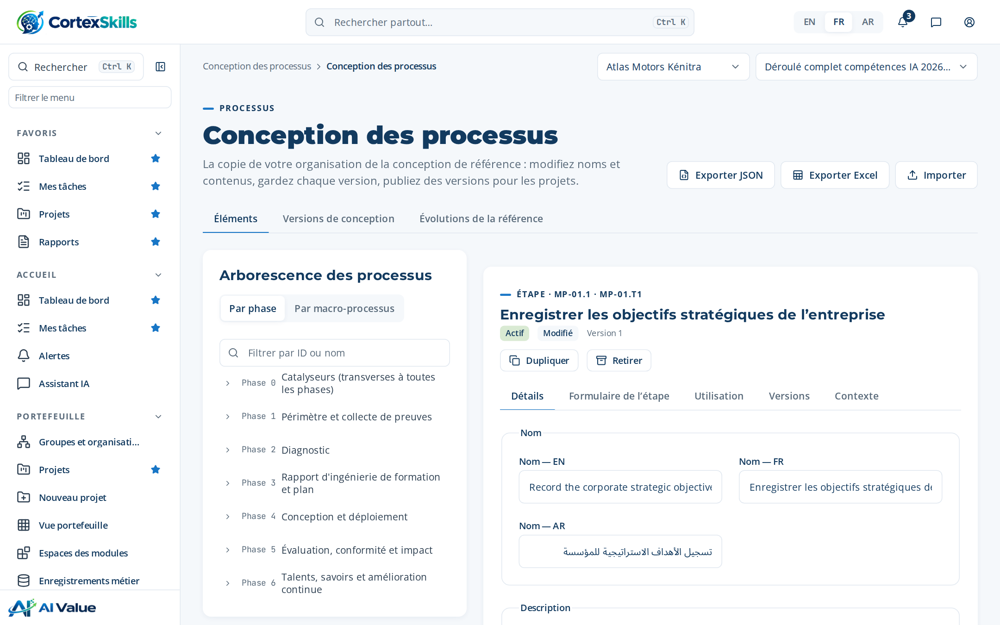 CortexSkills
Rechercher partout...
Ctrl K
EN FR AR
3
Rechercher
Ctrl K
Filtrer le menu
FAVORIS
Tableau de bord
Mes tâches
Projets
Rapports
ACCUEIL
Tableau de bord
Mes tâches
Alertes
Assistant IA
PORTEFEUILLE
Groupes et organisati...
Projets
Nouveau projet
Vue portefeuille
Espaces des modules
Enregistrements métier
AI Value
Conception des processus > Conception des processus
Atlas Motors Kénitra
Déroulé complet compétences IA 2026...
PROCESSUS
Conception des processus
La copie de votre organisation de la conception de référence : modifiez noms et
contenus, gardez chaque version, publiez des versions pour les projets.
Exporter JSON
Exporter Excel
Importer
Éléments
Versions de conception
Évolutions de la référence
Arborescence des processus
Par phase
Par macro-processus
Filtrer par ID ou nom
Phase 0 Catalyseurs (transverses à toutes
les phases)
Phase 1 Périmètre et collecte de preuves
Phase 2 Diagnostic
Phase 3 Rapport d'ingénierie de formation
et plan
Phase 4 Conception et déploiement
Phase 5 Évaluation, conformité et impact
Phase 6 Talents, savoirs et amélioration
continue
ÉTAPE · MP-01.1 · MP-01.T1
Enregistrer les objectifs stratégiques de l’entreprise
Actif
Modifié
Version 1
Dupliquer
Retirer
Détails
Formulaire de l’étape
Utilisation
Versions
Contexte
Nom
Nom — EN
Record the corporate strategic objective
Nom — FR
Enregistrer les objectifs stratégiques de
Nom — AR
تسجيل الأهداف الاستراتيجية للمؤسسة
Description